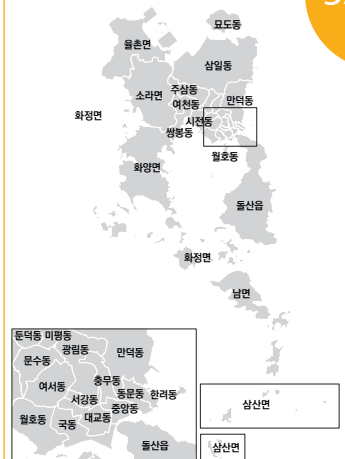 묘도동
율촌면
삼일동
소라면
주삼동
여천동
만덕동
화정면
시전동
쌍봉동
월호동
화양면
돌산읍
화정면
남면
둔덕동 미평동
광림동
만덕동
문수동
여서동
충무동
서강동
동문동
한려동
중앙동
월호동
국동
대교동
돌산읍
삼산면
삼산면